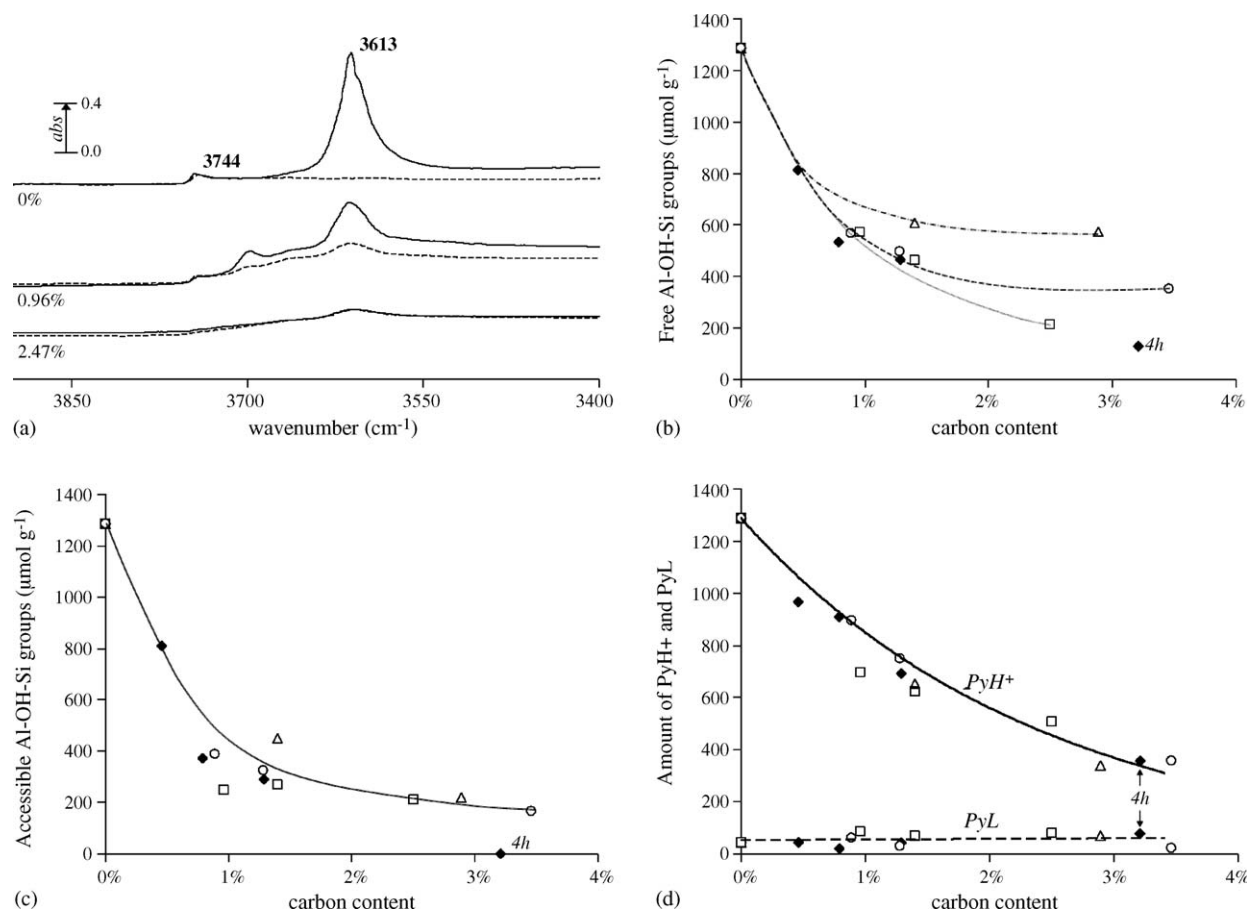 3613
0.4
abs
0.0
3744
0%
0.96%
2.47%
3850 3700 3550 3400
wavenumber (cm-1)
(a)
1400
1200
1000
800
600
400
200
0
Free Al-OH-Si groups (μmol g-1)
4h
0% 1% 2% 3% 4%
carbon content
(b)
1400
1200
1000
800
600
400
200
0
Accessible Al-OH-Si groups (μmol g-1)
4h
0% 1% 2% 3% 4%
carbon content
(c)
1400
1200
1000
800
600
400
200
0
Amount of PyH+ and PyL
PyH+
4h
PyL
0% 1% 2% 3% 4%
carbon content
(d)